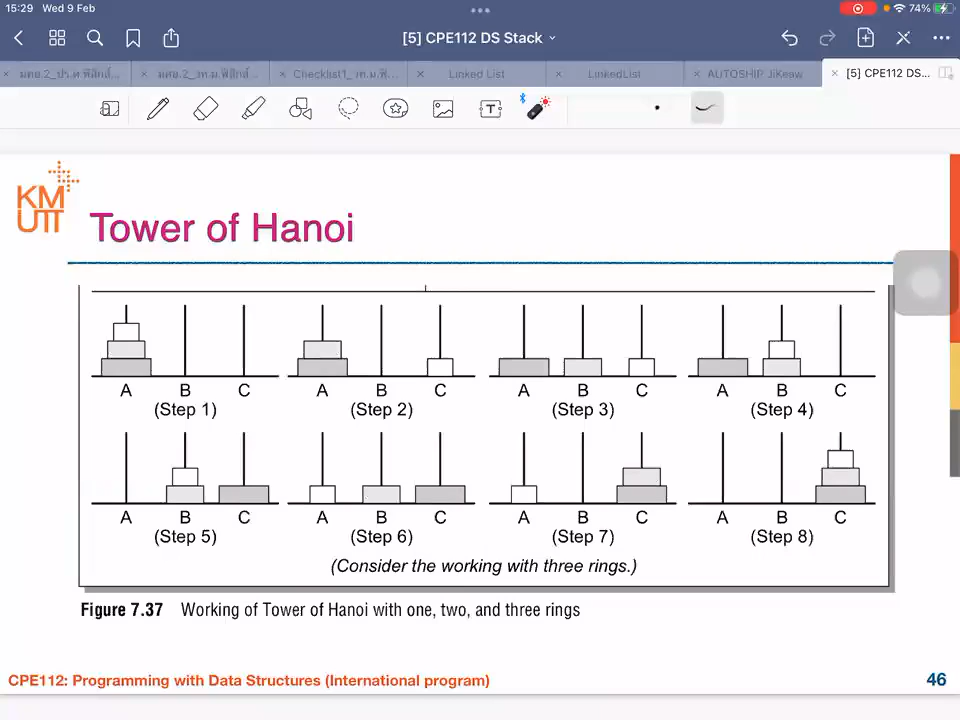 15:29 Wed 9 Feb
74%
[5] CPE112 DS Stack
Checklist1_
Linked List
LinkedList
AUTOSHIP JiKeaw
[5] CPE112 DS...
T
KM
UTT
Tower of Hanoi
A B C A B C A B C A B C
(Step 1) (Step 2) (Step 3) (Step 4)
A B C A B C A B C A B C
(Step 5) (Step 6) (Step 7) (Step 8)
(Consider the working with three rings.)
Figure 7.37 Working of Tower of Hanoi with one, two, and three rings
CPE112: Programming with Data Structures (International program)
46